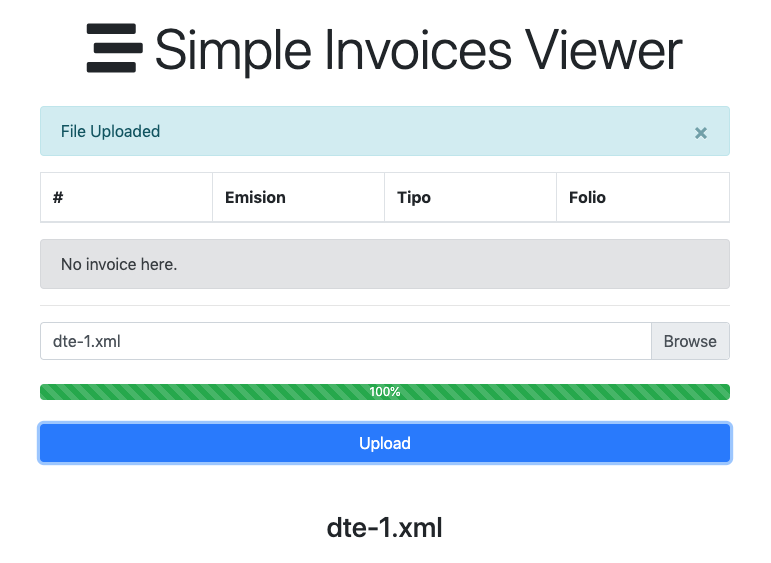 Simple Invoices Viewer
File Uploaded ×
# Emision Tipo Folio
No invoice here.
dte-1.xml Browse
100%
Upload
dte-1.xml